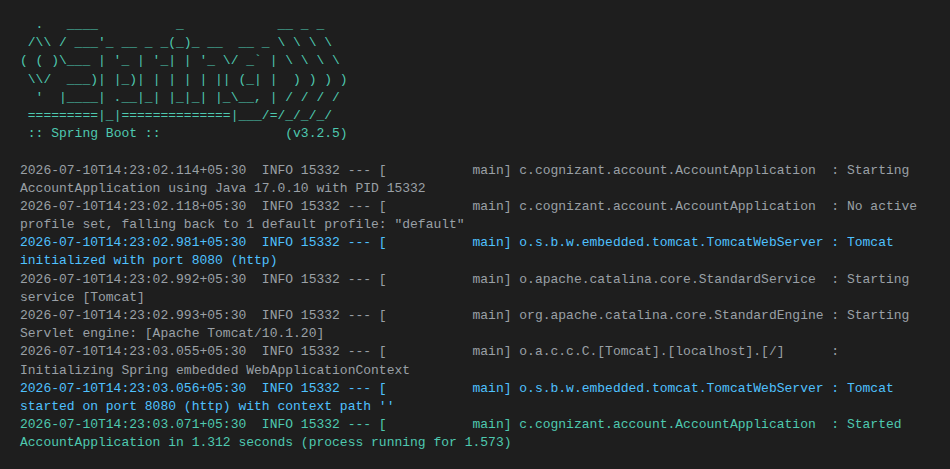 .   ____          _            __ _ _
 /\\ / ___'_ __ _ _(_)_ __  __ _ \ \ \ \
( ( )\___ | '_ | '_| | '_ \/ _` | \ \ \ \
 \\/  ___)| |_)| | | | | || (_| |  ) ) ) )
  '  |____| .__|_| |_|_| |_\__, | / / / /
 =========|_|==============|___/=/_/_/_/
 :: Spring Boot ::                (v3.2.5)

2026-07-10T14:23:02.114+05:30  INFO 15332 --- [           main] c.cognizant.account.AccountApplication  : Starting
AccountApplication using Java 17.0.10 with PID 15332
2026-07-10T14:23:02.118+05:30  INFO 15332 --- [           main] c.cognizant.account.AccountApplication  : No active
profile set, falling back to 1 default profile: "default"
2026-07-10T14:23:02.981+05:30  INFO 15332 --- [           main] o.s.b.w.embedded.tomcat.TomcatWebServer : Tomcat
initialized with port 8080 (http)
2026-07-10T14:23:02.992+05:30  INFO 15332 --- [           main] o.apache.catalina.core.StandardService  : Starting
service [Tomcat]
2026-07-10T14:23:02.993+05:30  INFO 15332 --- [           main] org.apache.catalina.core.StandardEngine : Starting
Servlet engine: [Apache Tomcat/10.1.20]
2026-07-10T14:23:03.055+05:30  INFO 15332 --- [           main] o.a.c.c.C.[Tomcat].[localhost].[/]      :
Initializing Spring embedded WebApplicationContext
2026-07-10T14:23:03.056+05:30  INFO 15332 --- [           main] o.s.b.w.embedded.tomcat.TomcatWebServer : Tomcat
started on port 8080 (http) with context path ''
2026-07-10T14:23:03.071+05:30  INFO 15332 --- [           main] c.cognizant.account.AccountApplication  : Started
AccountApplication in 1.312 seconds (process running for 1.573)